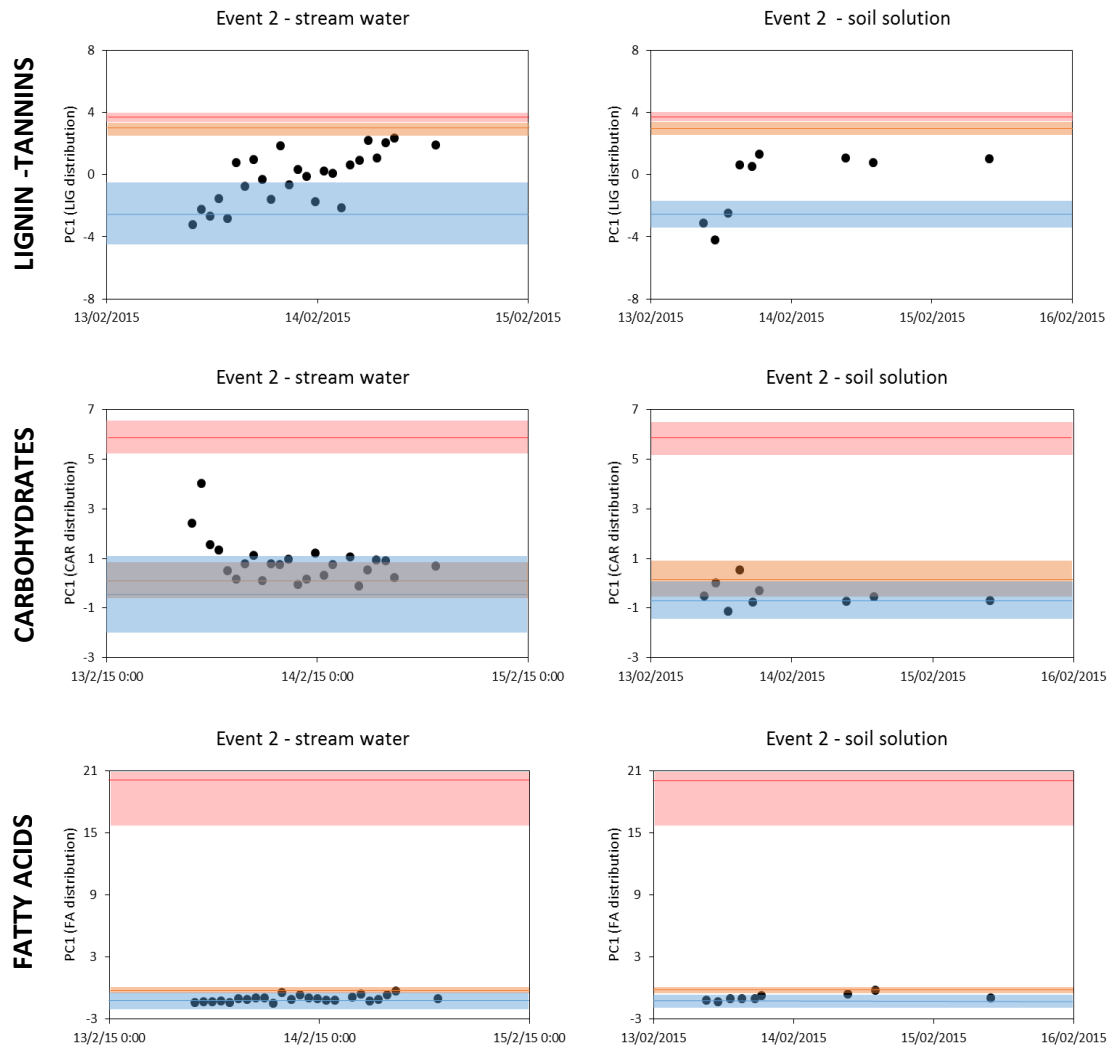 LIGNIN -TANNINS
Event 2 - stream water
PC1 (LIG distribution)
8
4
0
-4
-8
13/02/2015 14/02/2015 15/02/2015
Event 2  - soil solution
PC1 (LIG distribution)
8
4
0
-4
-8
13/02/2015 14/02/2015 15/02/2015 16/02/2015
CARBOHYDRATES
Event 2 - stream water
PC1 (CAR distribution)
7
5
3
1
-1
-3
13/2/15 0:00 14/2/15 0:00 15/2/15 0:00
Event 2 - soil solution
PC1 (CAR distribution)
7
5
3
1
-1
-3
13/02/2015 14/02/2015 15/02/2015 16/02/2015
FATTY ACIDS
Event 2 - stream water
PC1 (FA distribution)
21
15
9
3
-3
13/2/15 0:00 14/2/15 0:00 15/2/15 0:00
Event 2 - soil solution
PC1 (FA distribution)
21
15
9
3
-3
13/02/2015 14/02/2015 15/02/2015 16/02/2015